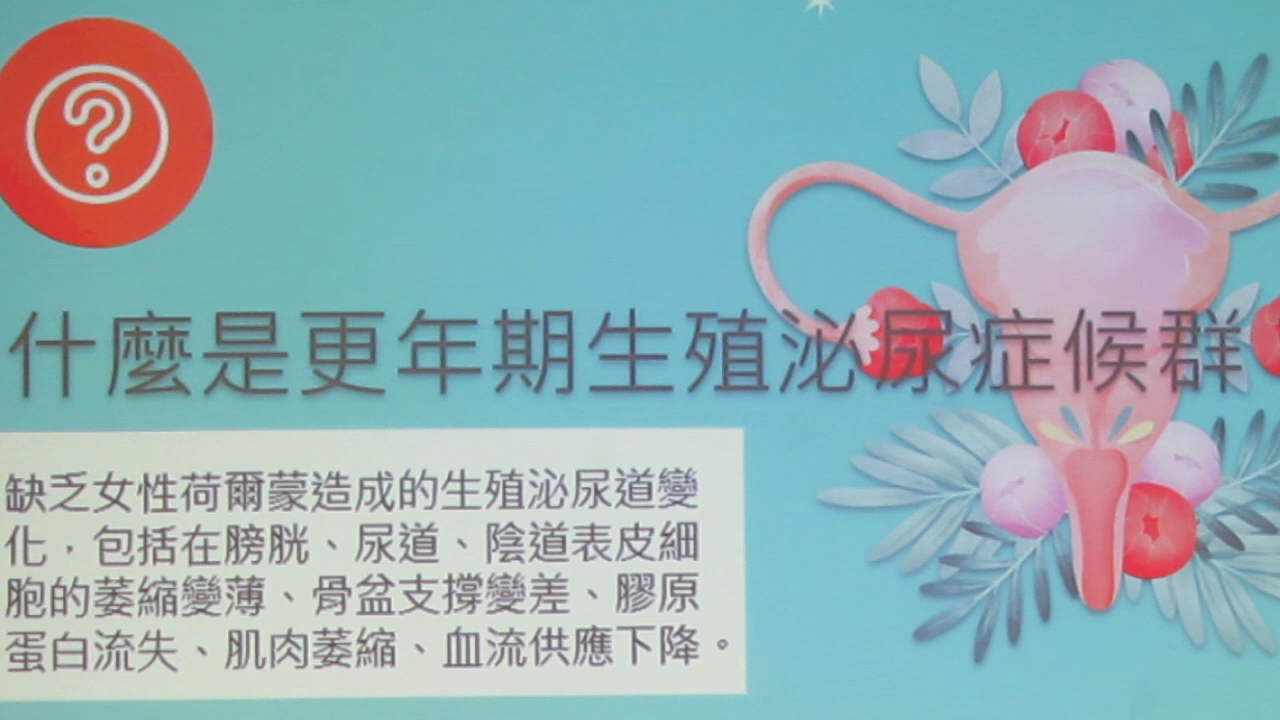 什麼是更年期生殖泌尿症候群
缺乏女性荷爾蒙造成的生殖泌尿道變
化,包括在膀胱、尿道、陰道表皮細
胞的萎縮變薄、骨盆支撐變差、膠原
蛋白流失、肌肉萎縮、血流供應下降。